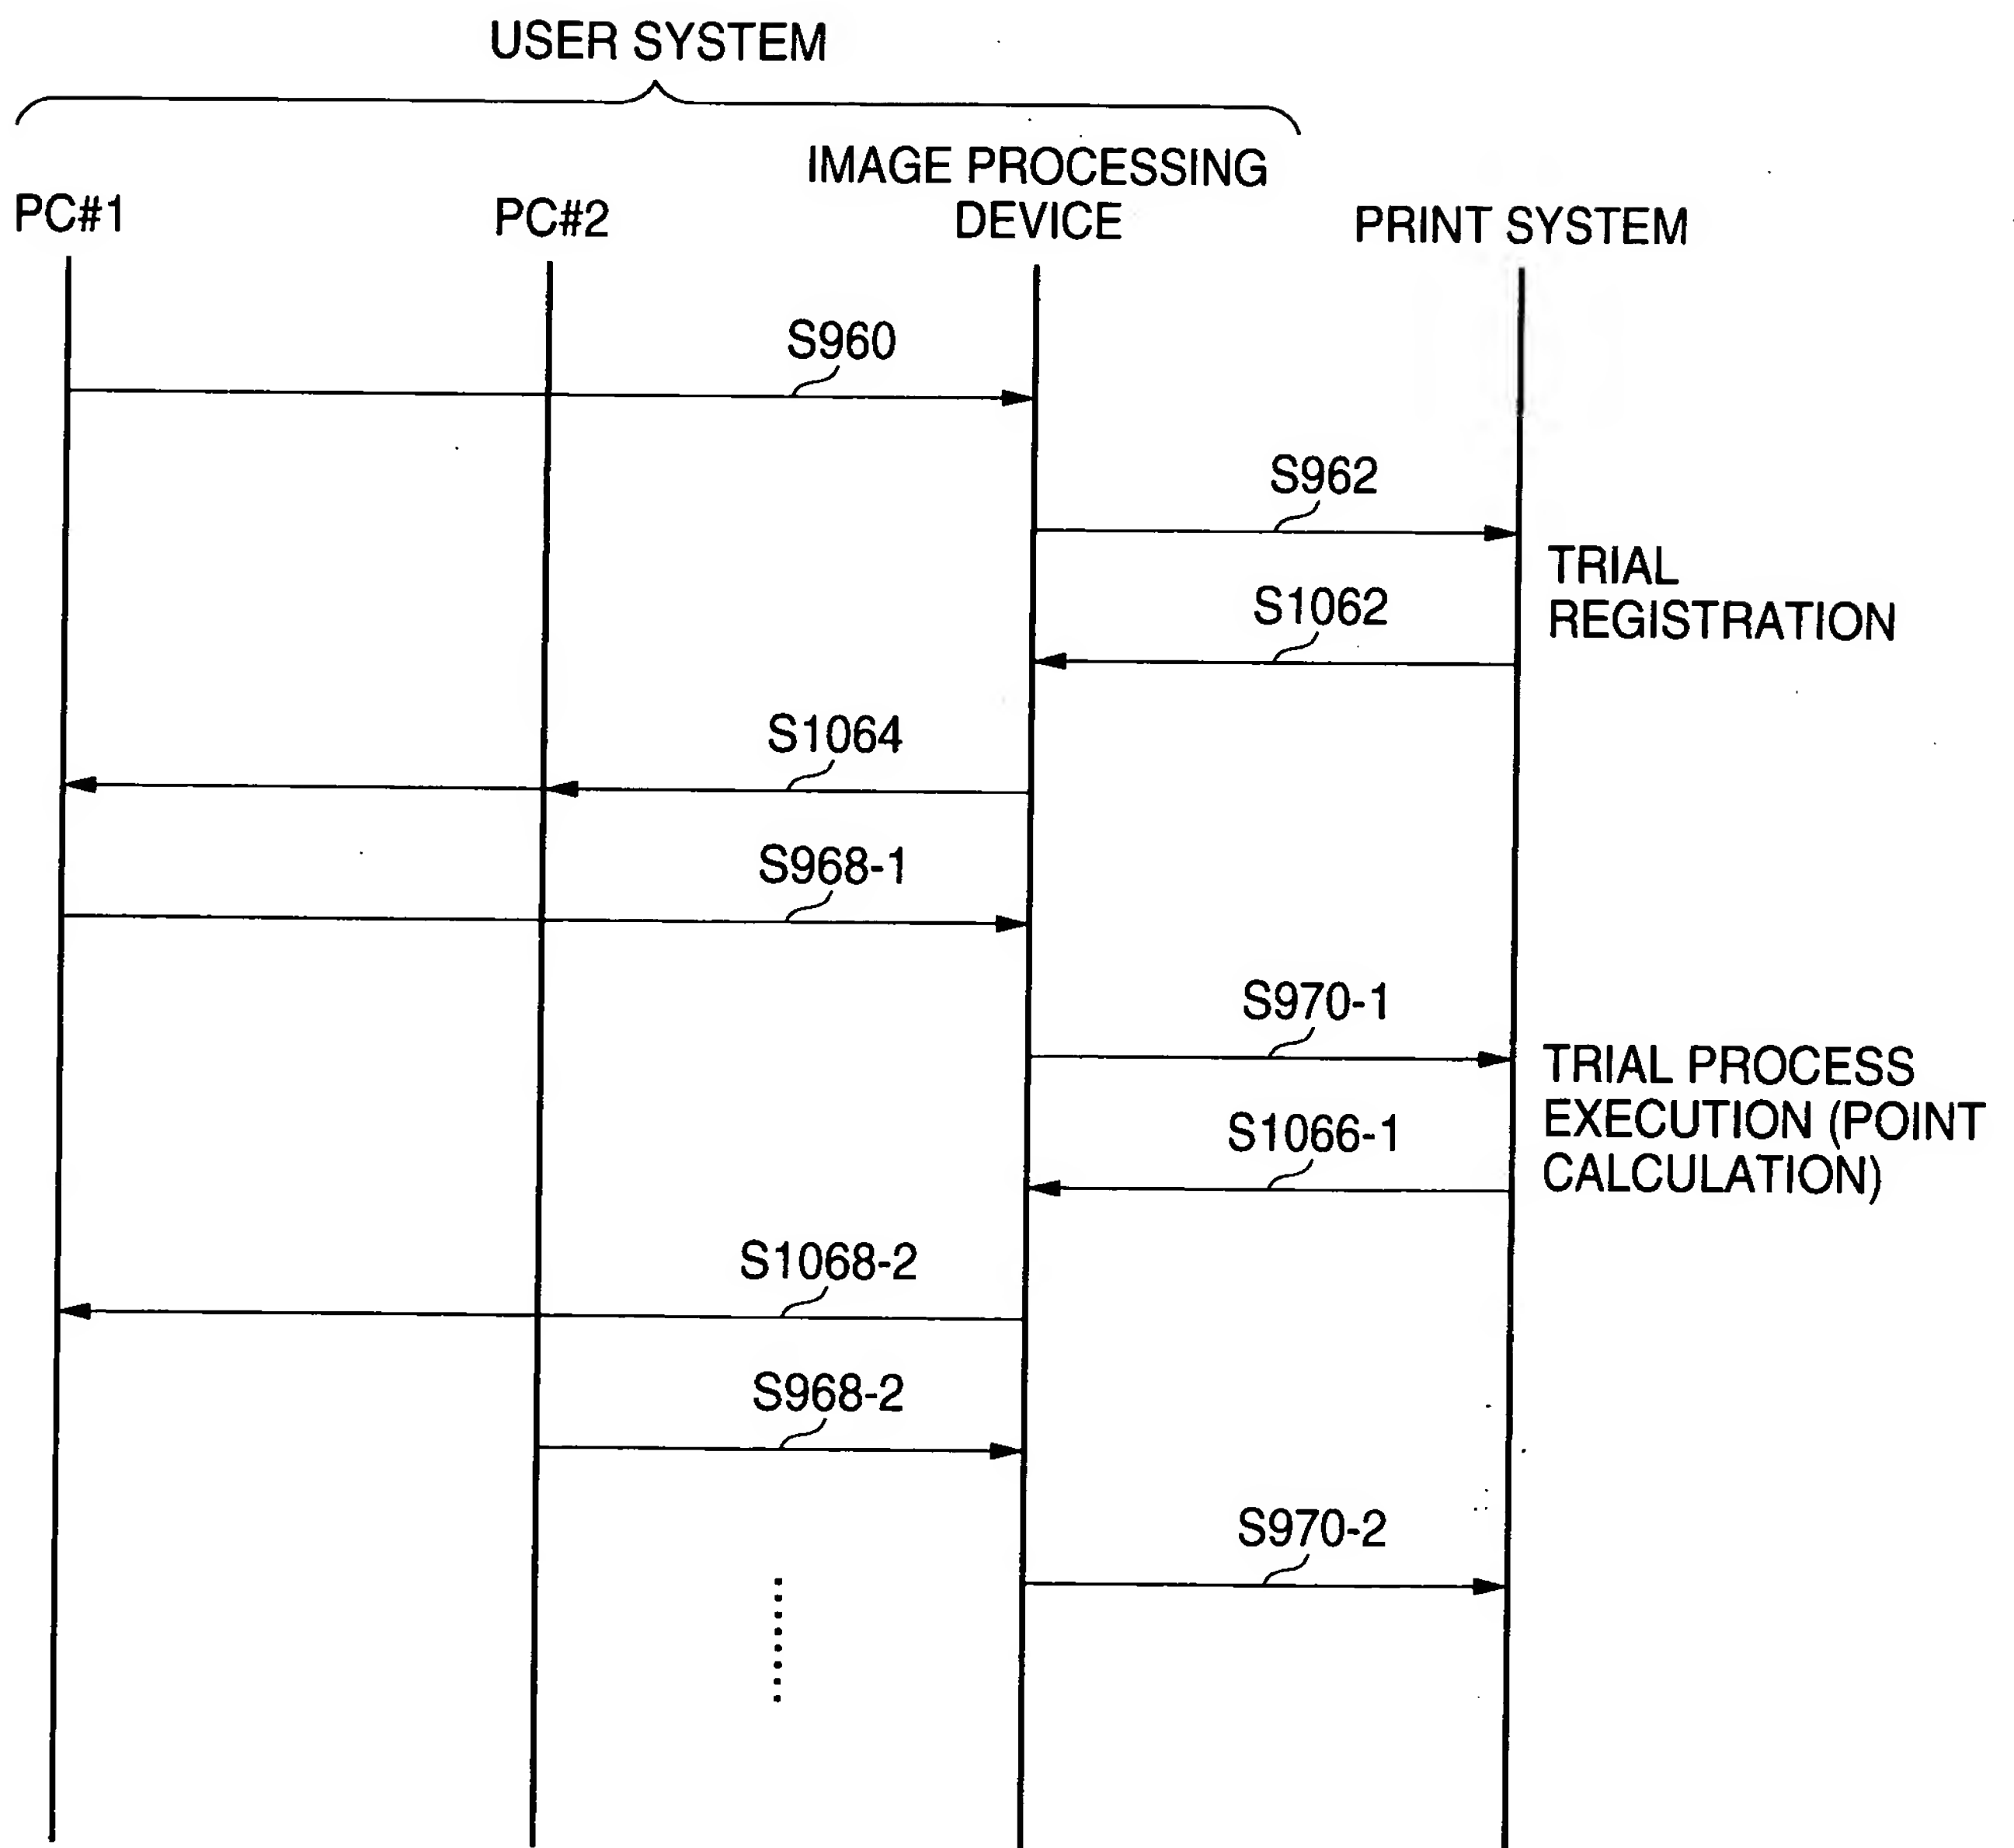 USER SYSTEM
IMAGE PROCESSING
DEVICE
PC#1
PC#2
PRINT SYSTEM
S960
S962
TRIAL
REGISTRATION
S1062
S1064
S968-1
S970-1
TRIAL PROCESS
EXECUTION (POINT
CALCULATION)
S1066-1
S1068-2
S968-2
S970-2